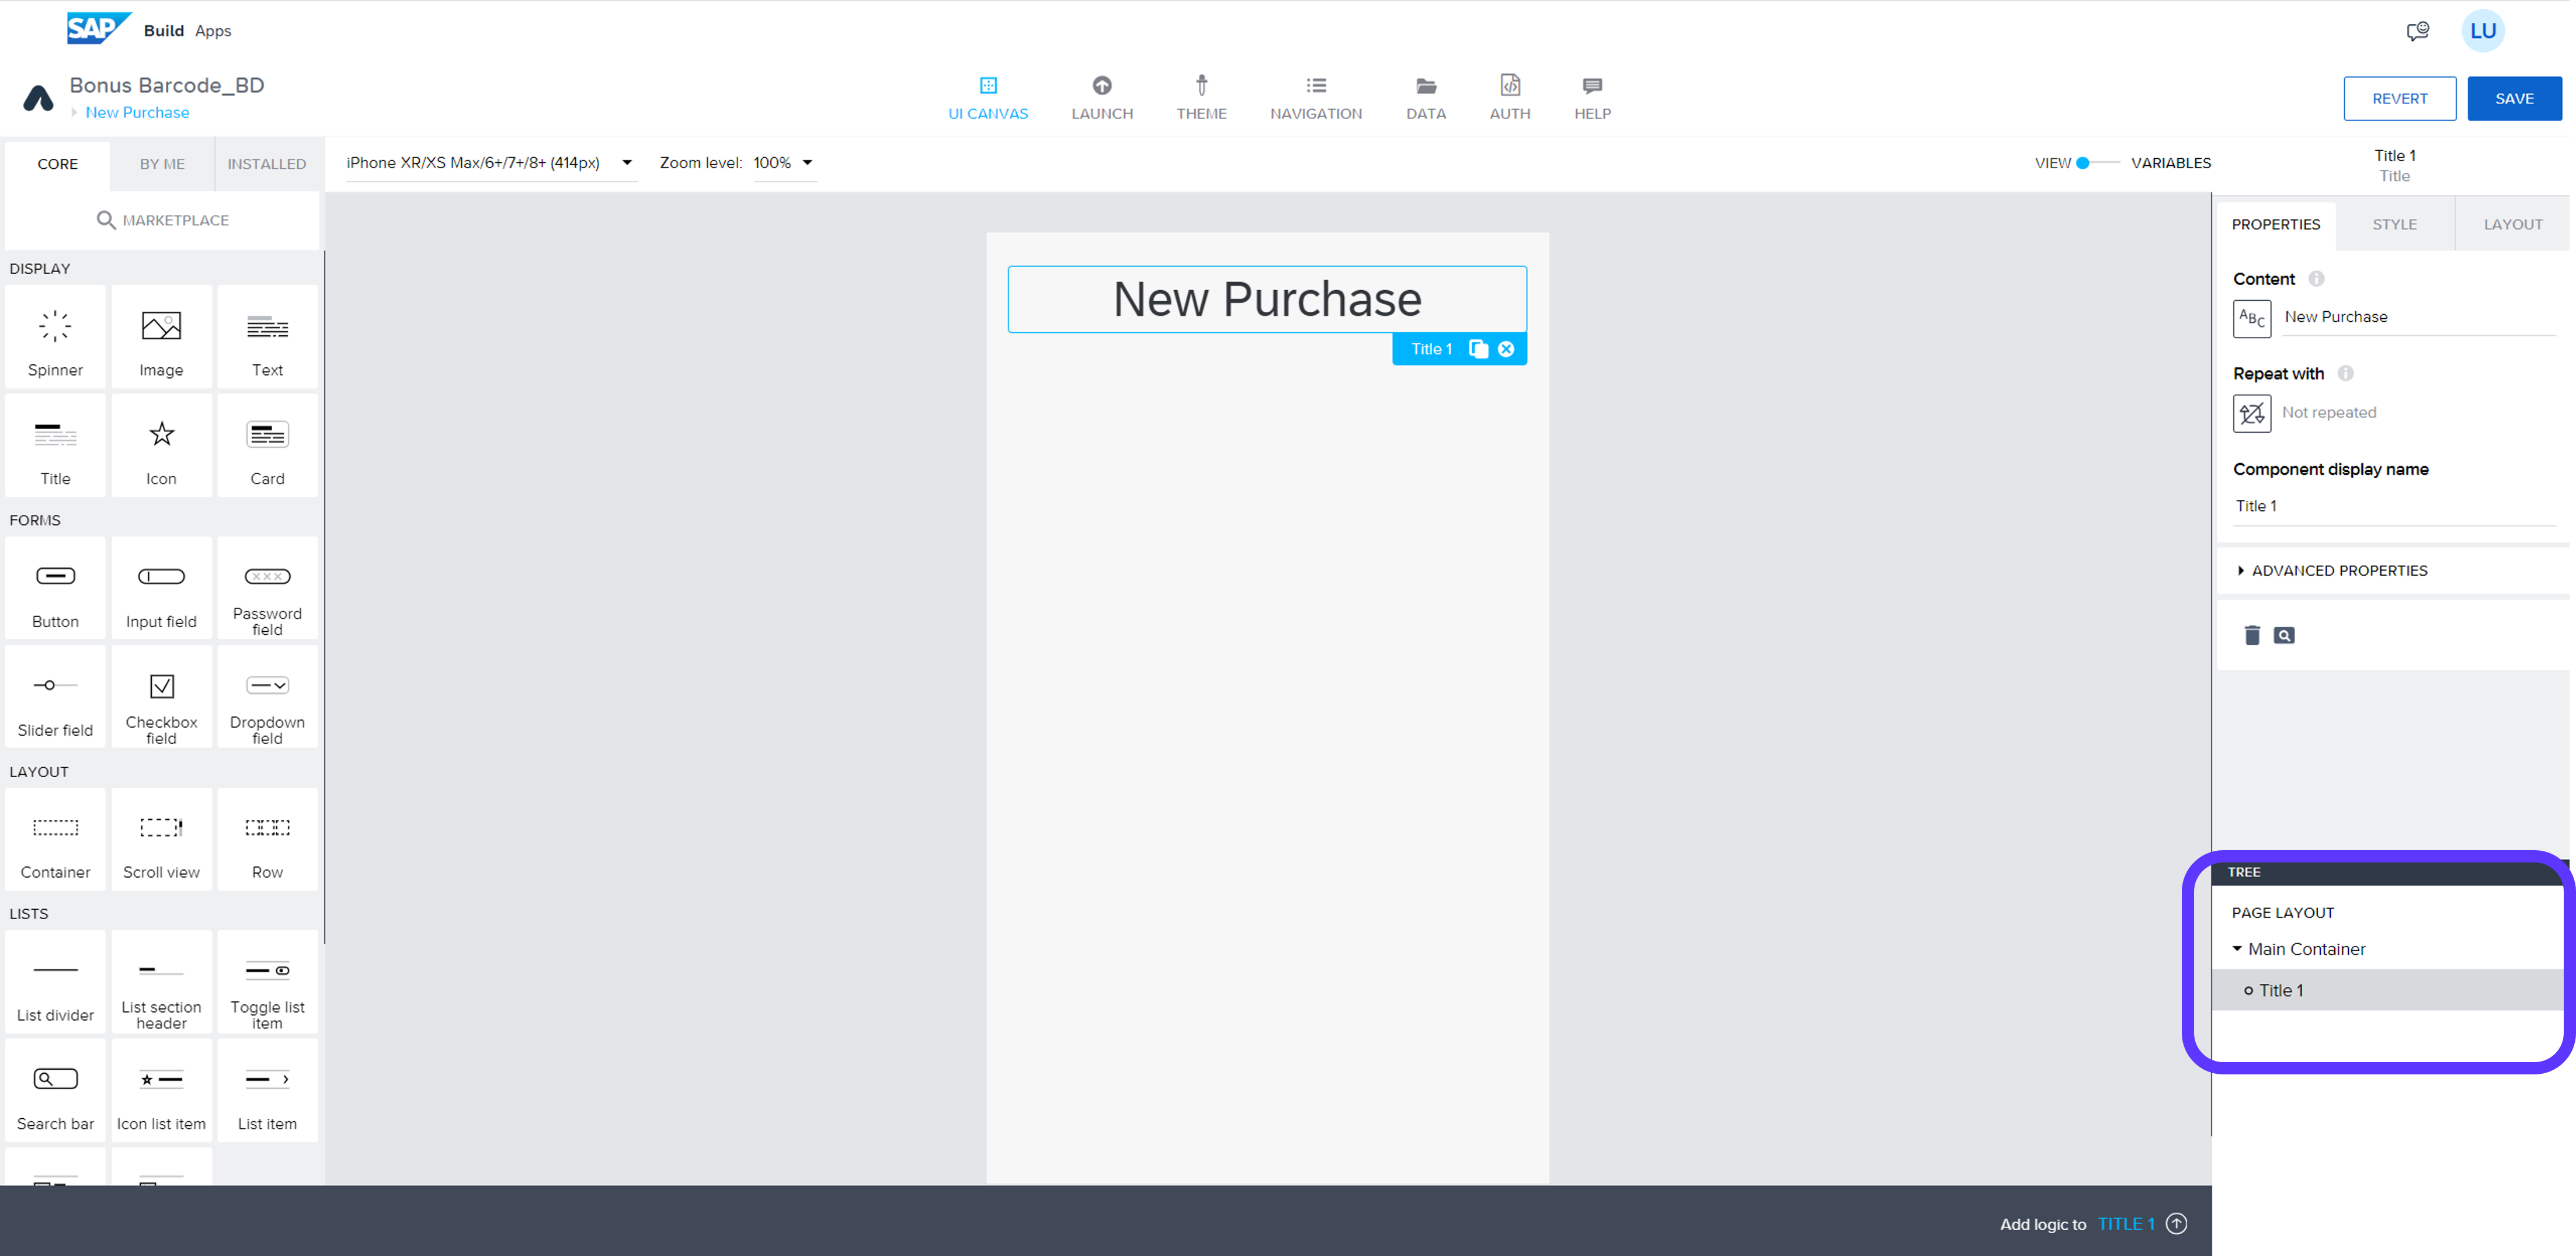 SAP Build Apps
LU
Bonus Barcode_BD
New Purchase
UI CANVAS
LAUNCH
THEME
NAVIGATION
DATA
AUTH
HELP
REVERT
SAVE
CORE
BY ME
INSTALLED
MARKETPLACE
iPhone XR/XS Max/6+/7+/8+ (414px)
Zoom level: 100%
VIEW
VARIABLES
Title 1
Title
DISPLAY
Spinner
Image
Text
Title
Icon
Card
FORMS
Button
Input field
xxx
Password
field
Slider field
Checkbox
field
Dropdown
field
LAYOUT
Container
Scroll view
Row
LISTS
List divider
List section
header
Toggle list
item
Search bar
Icon list item
List item
New Purchase
Title 1
PROPERTIES
STYLE
LAYOUT
Content
ABC
New Purchase
Repeat with
Not repeated
Component display name
Title 1
ADVANCED PROPERTIES
TREE
PAGE LAYOUT
Main Container
Title 1
Add logic to TITLE 1